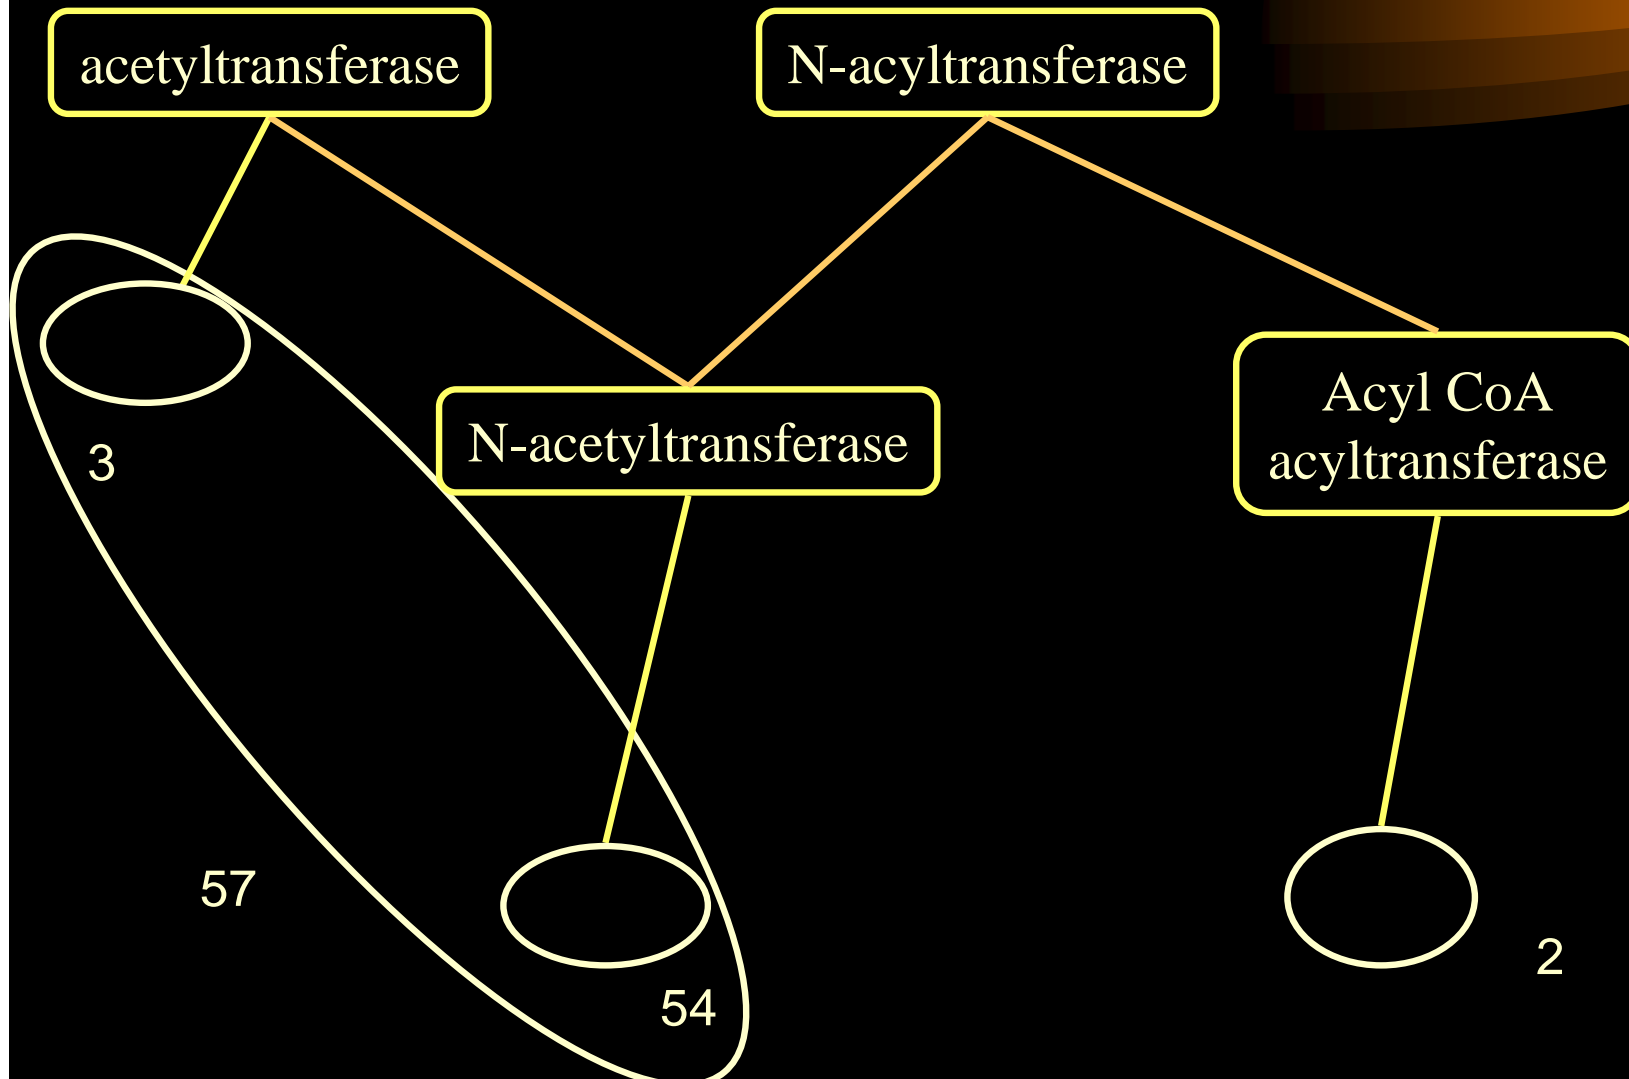 acetyltransferase
N-acyltransferase
N-acetyltransferase
Acyl CoA
acyltransferase
3
57
54
2